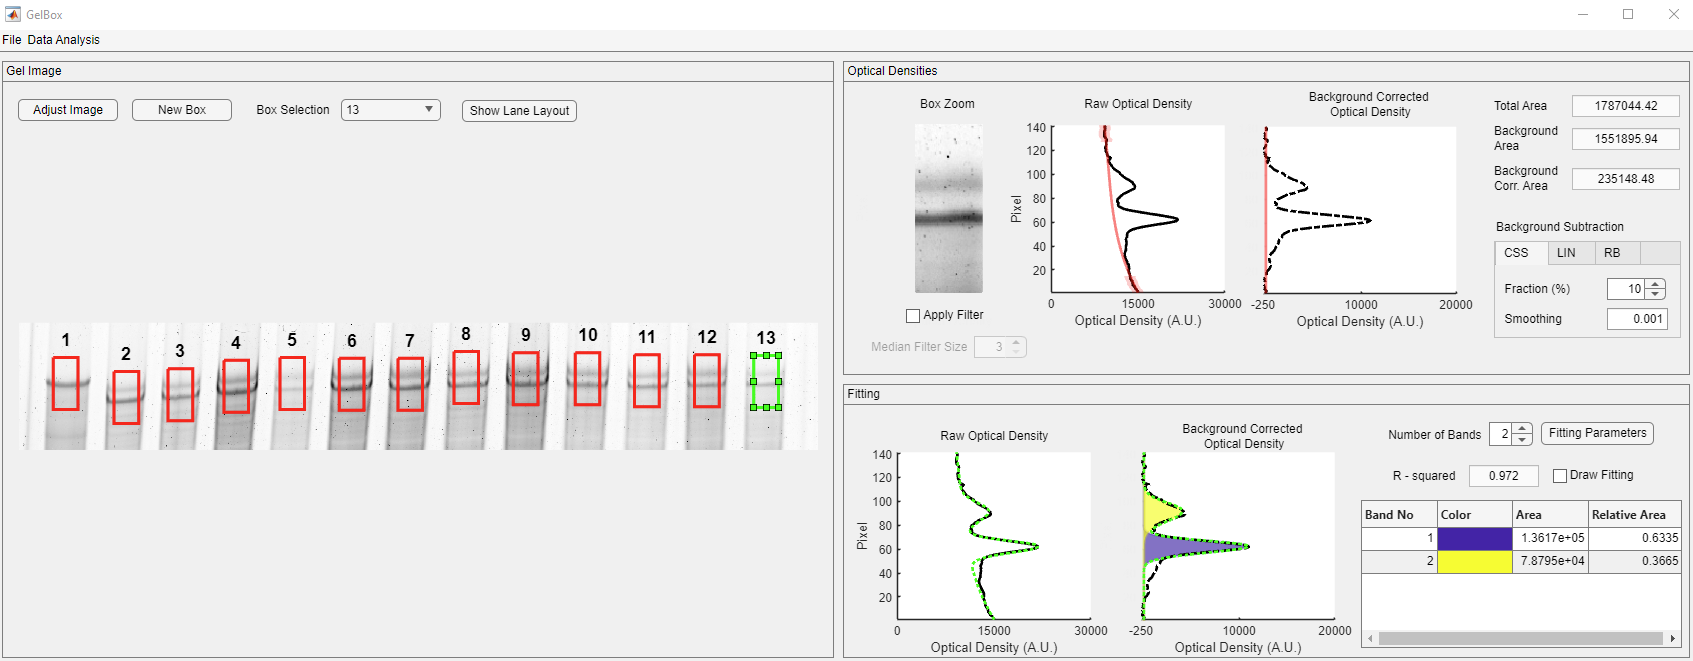 GelBox
File Data Analysis
Gel Image
Adjust Image
New Box
Box Selection
13
Show Lane Layout
1
2
3
4
5
6
7
8
9
10
11
12
13
Optical Densities
Box Zoom
Apply Filter
Median Filter Size
3
Raw Optical Density
140
120
100
80
60
40
20
Pixel
0
15000
30000
Optical Density (A.U.)
Background Corrected
Optical Density
-250
10000
20000
Optical Density (A.U.)
Total Area
1787044.42
Background
Area
1551895.94
Background
Corr. Area
235148.48
Background Subtraction
CSS
LIN
RB
Fraction (%)
10
Smoothing
0.001
Fitting
Raw Optical Density
140
120
100
80
60
40
20
Pixel
0
15000
30000
Optical Density (A.U.)
Background Corrected
Optical Density
-250
10000
20000
Optical Density (A.U.)
Number of Bands
2
Fitting Parameters
R - squared
0.972
Draw Fitting
Band No Color Area Relative Area
1 1.3617e+05 0.6335
2 7.8795e+04 0.3665